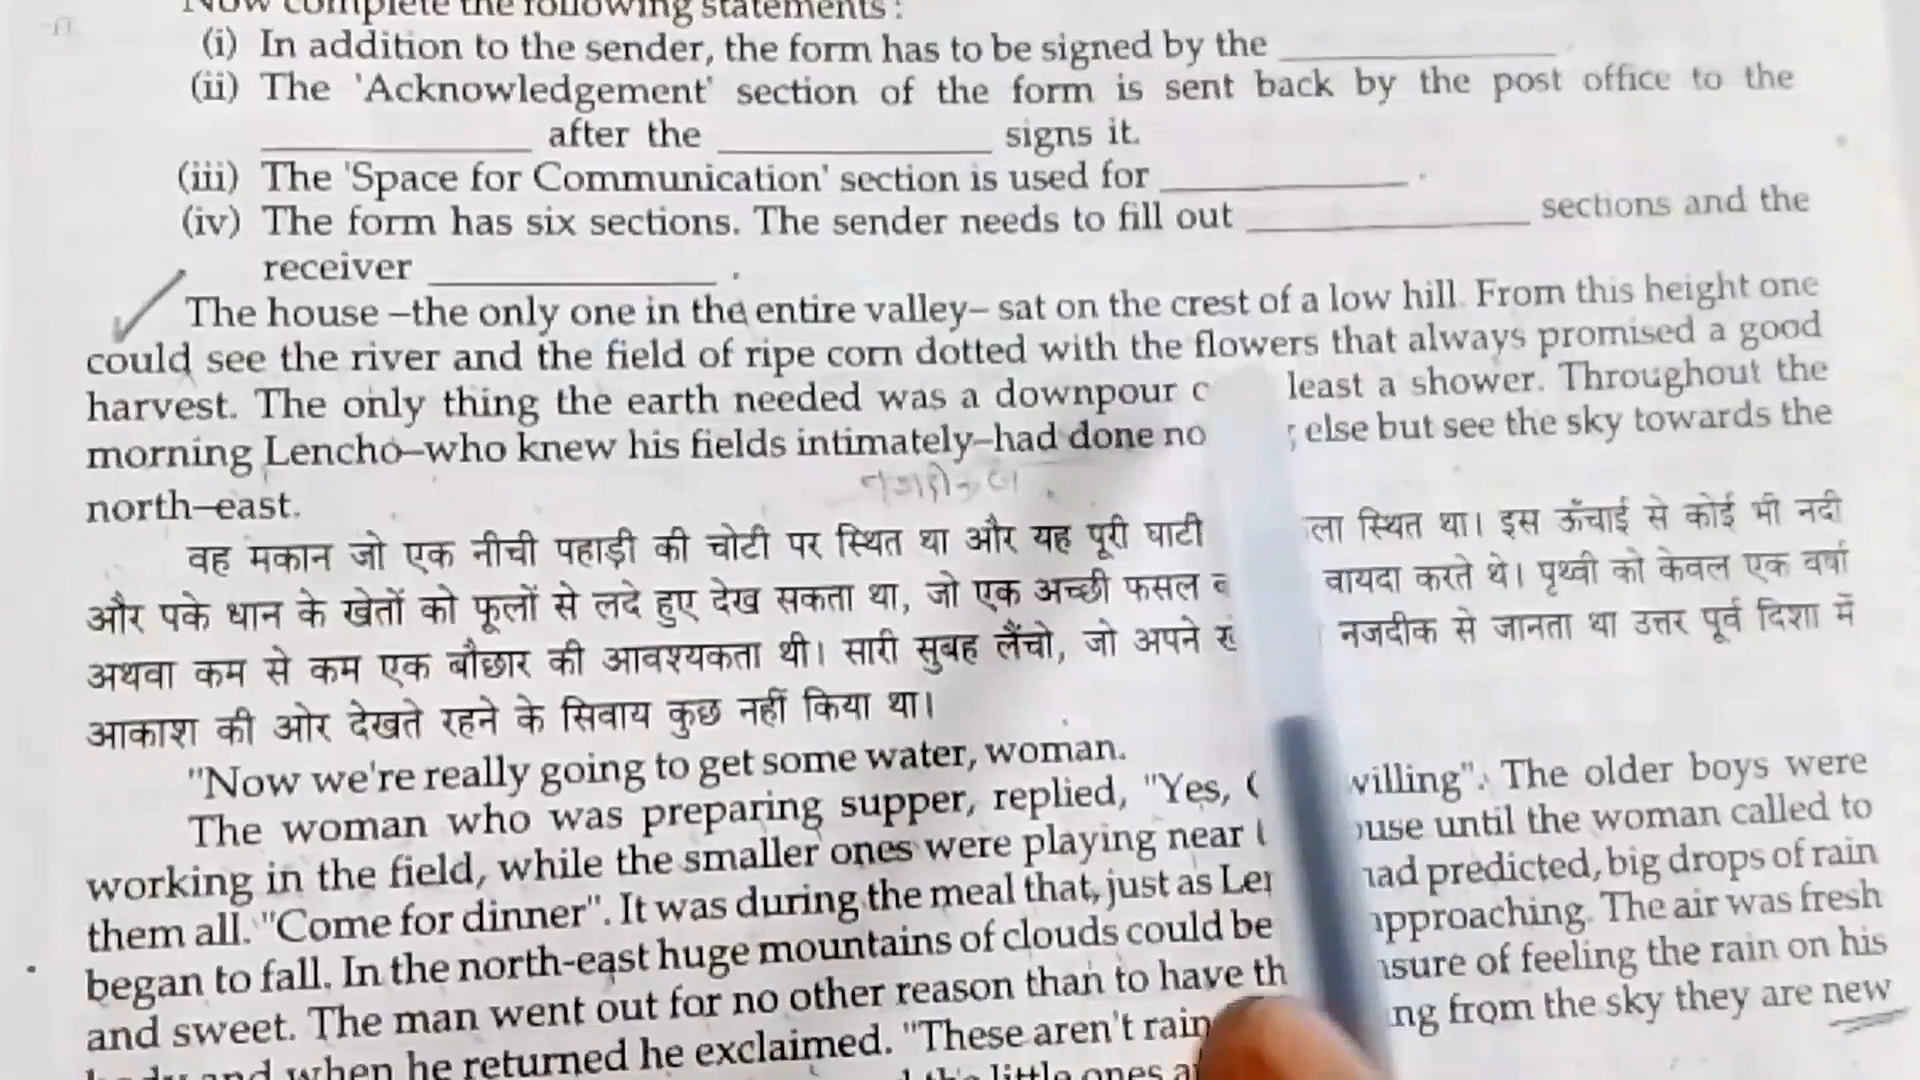 Now complete the following statements :
(i) In addition to the sender, the form has to be signed by the ____________ .
(ii) The 'Acknowledgement' section of the form is sent back by the post office to the
____________ after the ____________ signs it.
(iii) The 'Space for Communication' section is used for ____________ .
(iv) The form has six sections. The sender needs to fill out ____________ sections and the
receiver ____________ .
The house –the only one in the entire valley– sat on the crest of a low hill. From this height one
could see the river and the field of ripe corn dotted with the flowers that always promised a good
harvest. The only thing the earth needed was a downpour least a shower. Throughout the
morning Lencho–who knew his fields intimately–had done no else but see the sky towards the
north–east.
वह मकान जो एक नीची पहाड़ी की चोटी पर स्थित था और यह पूरी घाटी ला स्थित था। इस ऊँचाई से कोई भी नदी
और पके धान के खेतों को फूलों से लदे हुए देख सकता था, जो एक अच्छी फसल वायदा करते थे। पृथ्वी को केवल एक वर्षा
अथवा कम से कम एक बौछार की आवश्यकता थी। सारी सुबह लैंचो, जो अपने नजदीक से जानता था उत्तर पूर्व दिशा में
आकाश की ओर देखते रहने के सिवाय कुछ नहीं किया था।
"Now we're really going to get some water, woman.
The woman who was preparing supper, replied, "Yes, willing". The older boys were
working in the field, while the smaller ones were playing near until the woman called to
them all. "Come for dinner". It was during the meal that, just as predicted, big drops of rain
began to fall. In the north-east huge mountains of clouds could be approaching. The air was fresh
and sweet. The man went out for no other reason than to have of feeling the rain on his
and when he returned he exclaimed. "These aren't rain from the sky they are new
little ones